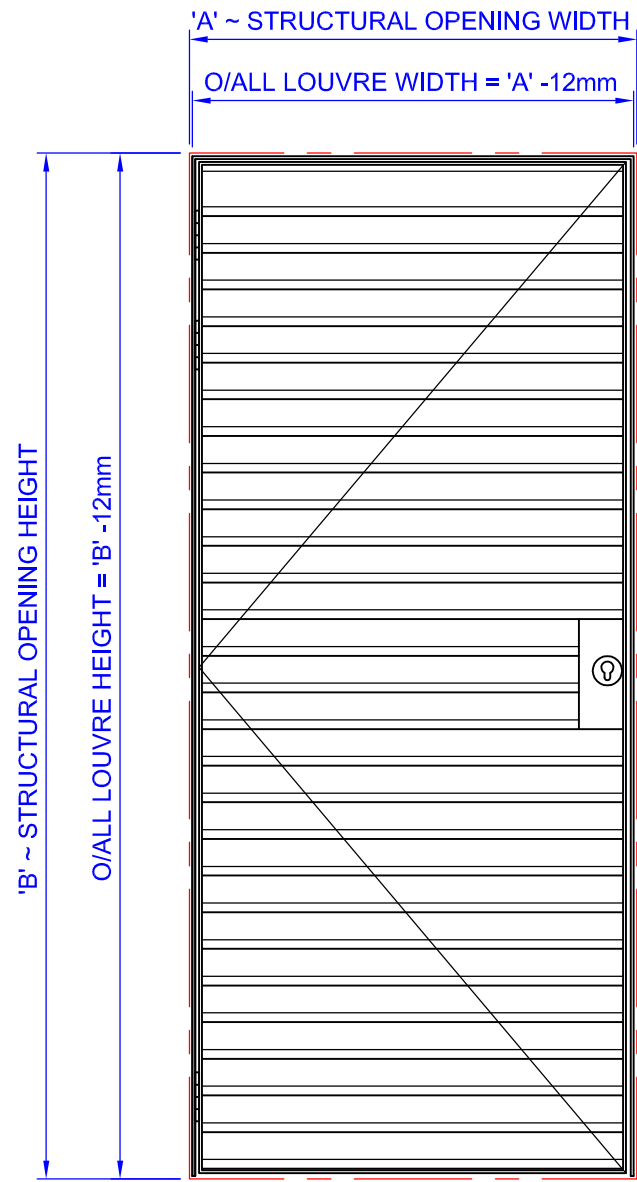 'A' ~ STRUCTURAL OPENING WIDTH
O/ALL LOUVRE WIDTH = 'A' -12mm
'B' ~ STRUCTURAL OPENING HEIGHT
O/ALL LOUVRE HEIGHT = 'B' -12mm